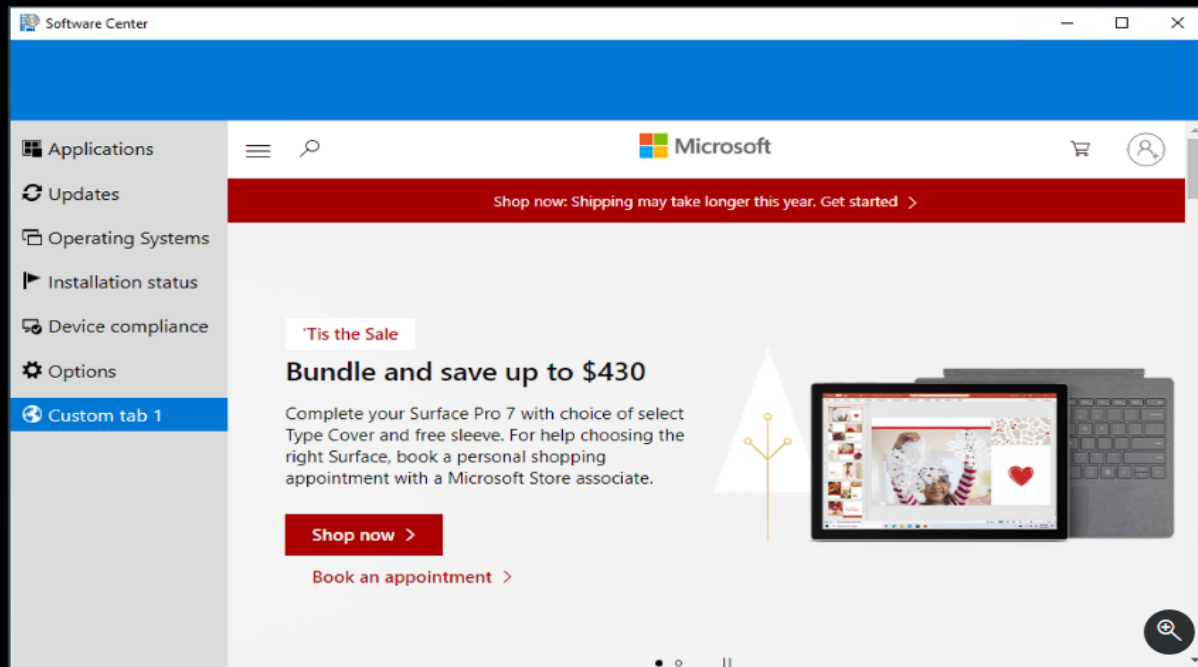 Software Center
Applications
Updates
Operating Systems
Installation status
Device compliance
Options
Custom tab 1
Microsoft
Shop now: Shipping may take longer this year. Get started
'Tis the Sale
Bundle and save up to $430
Complete your Surface Pro 7 with choice of select
Type Cover and free sleeve. For help choosing the
right Surface, book a personal shopping
appointment with a Microsoft Store associate.
Shop now
Book an appointment